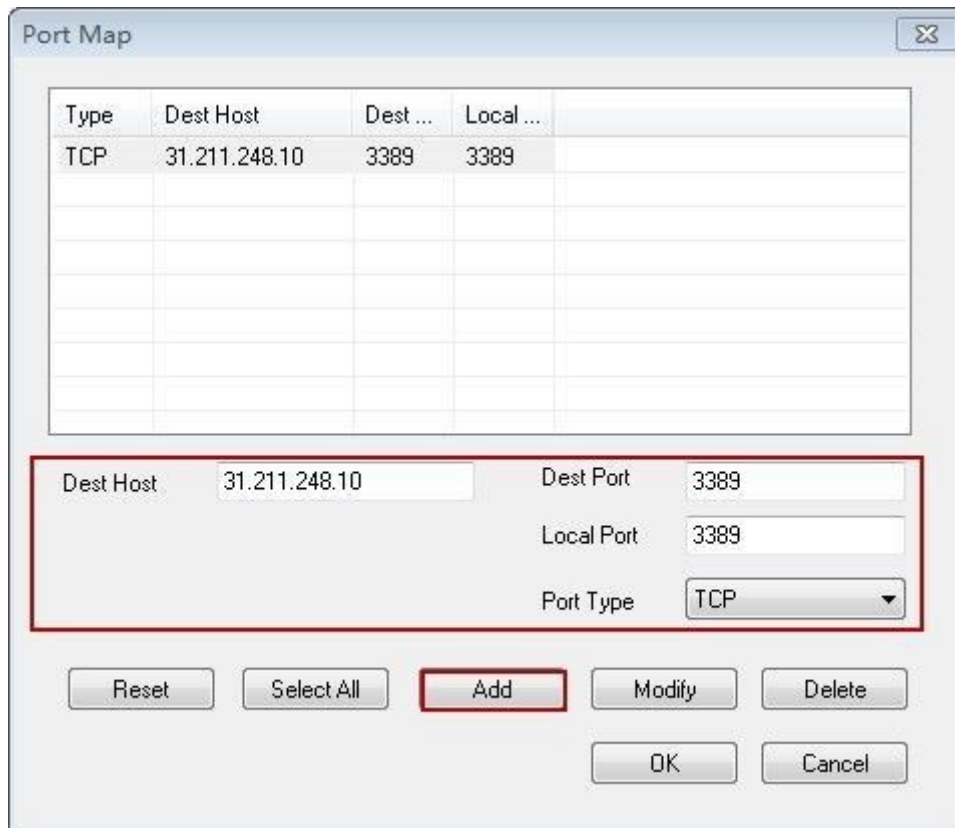 Port Map
Type Dest Host Dest ... Local ...
TCP 31.211.248.10 3389 3389
Dest Host 31.211.248.10 Dest Port 3389
Local Port 3389
Port Type TCP
Reset Select All Add Modify Delete
OK Cancel